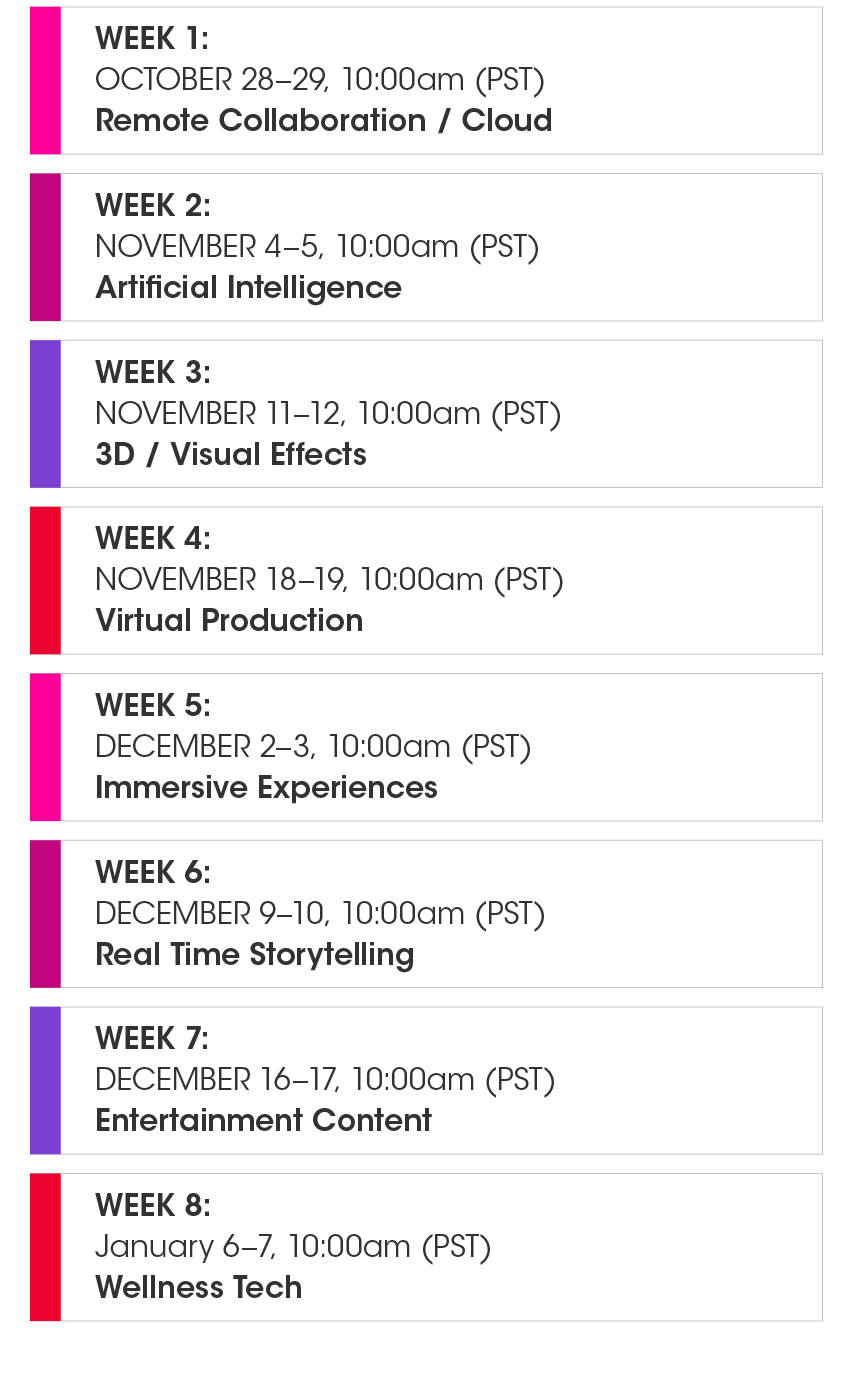 WEEK 1:
OCTOBER 28–29, 10:00am (PST)
Remote Collaboration / Cloud
WEEK 2:
NOVEMBER 4–5, 10:00am (PST)
Artificial Intelligence
WEEK 3:
NOVEMBER 11–12, 10:00am (PST)
3D / Visual Effects
WEEK 4:
NOVEMBER 18–19, 10:00am (PST)
Virtual Production
WEEK 5:
DECEMBER 2–3, 10:00am (PST)
Immersive Experiences
WEEK 6:
DECEMBER 9–10, 10:00am (PST)
Real Time Storytelling
WEEK 7:
DECEMBER 16–17, 10:00am (PST)
Entertainment Content
WEEK 8:
January 6–7, 10:00am (PST)
Wellness Tech